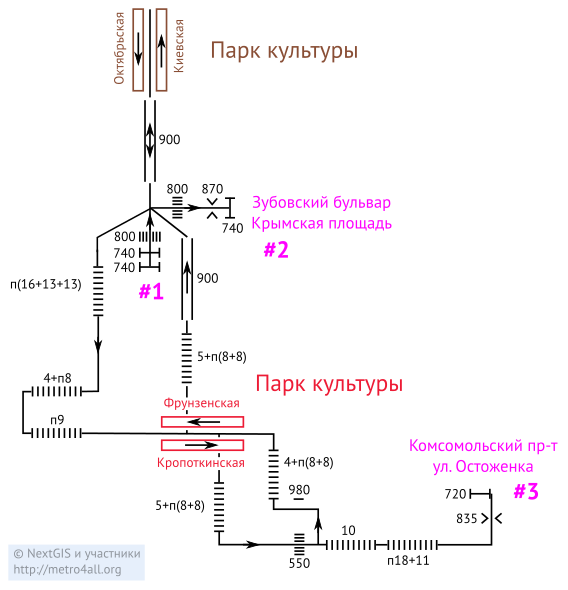 Октябрьская
Киевская
Парк культуры
900
800
870
Зубовский бульвар
740
Крымская площадь
#2
800
740
740
#1
п(16+13+13)
900
5+п(8+8)
4+п8
Парк культуры
Фрунзенская
п9
Кропоткинская
4+п(8+8)
Комсомольский пр-т
ул. Остоженка
980
720
#3
5+п(8+8)
835
10
550
п18+11
© NextGIS и участники
http://metro4all.org